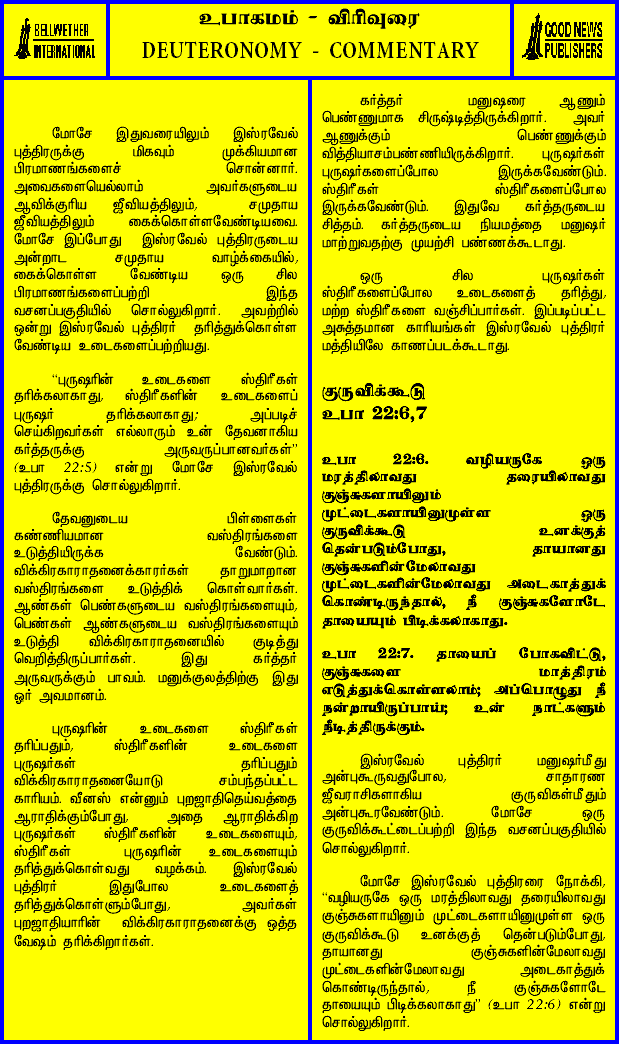 BELLWETHER
INTERNATIONAL
உபாகமம் - விரிவுரை
DEUTERONOMY - COMMENTARY
GOOD NEWS
PUBLISHERS
மோசே இதுவரையிலும் இஸ்ரவேல்
புத்திரருக்கு மிகவும் முக்கியமான
பிரமாணங்களைச் சொன்னார்.
அவைகளையெல்லாம் அவர்களுடைய
ஆவிக்குரிய ஜீவியத்திலும், சமுதாய
ஜீவியத்திலும் கைக்கொள்ளவேண்டியவை.
மோசே இப்போது இஸ்ரவேல் புத்திரருடைய
அன்றாட சமுதாய வாழ்க்கையில்,
கைக்கொள்ள வேண்டிய ஒரு சில
பிரமாணங்களைப்பற்றி இந்த
வசனப்பகுதியில் சொல்லுகிறார். அவற்றில்
ஒன்று இஸ்ரவேல் புத்திரர் தரித்துக்கொள்ள
வேண்டிய உடைகளைப்பற்றியது.
"புருஷரின் உடைகளை ஸ்திரீகள்
தரிக்கலாகாது, ஸ்திரீகளின் உடைகளைப்
புருஷர் தரிக்கலாகாது; அப்படிச்
செய்கிறவர்கள் எல்லாரும் உன் தேவனாகிய
கர்த்தருக்கு அருவருப்பானவர்கள்"
(உபா 22:5) என்று மோசே இஸ்ரவேல்
புத்திரருக்கு சொல்லுகிறார்.
தேவனுடைய பிள்ளைகள்
கண்ணியமான வஸ்திரங்களை
உடுத்தியிருக்க வேண்டும்.
விக்கிரகாராதனைக்காரர்கள் தாறுமாறான
வஸ்திரங்களை உடுத்திக் கொள்வார்கள்.
ஆண்கள் பெண்களுடைய வஸ்திரங்களையும்,
பெண்கள் ஆண்களுடைய வஸ்திரங்களையும்
உடுத்தி விக்கிரகாராதனையில் குடித்து
வெறித்திருப்பார்கள். இது கர்த்தர்
அருவருக்கும் பாவம். மனுக்குலத்திற்கு இது
ஓர் அவமானம்.
புருஷரின் உடைகளை ஸ்திரீகள்
தரிப்பதும், ஸ்திரீகளின் உடைகளை
புருஷர்கள் தரிப்பதும்
விக்கிரகாராதனையோடு சம்பந்தப்பட்ட
காரியம். வீனஸ் என்னும் புறஜாதிதெய்வத்தை
ஆராதிக்கும்போது, அதை ஆராதிக்கிற
புருஷர்கள் ஸ்திரீகளின் உடைகளையும்,
ஸ்திரீகள் புருஷரின் உடைகளையும்
தரித்துக்கொள்வது வழக்கம். இஸ்ரவேல்
புத்திரர் இதுபோல உடைகளைத்
தரித்துக்கொள்ளும்போது, அவர்கள்
புறஜாதியாரின் விக்கிரகாராதனைக்கு ஒத்த
வேஷம் தரிக்கிறார்கள்.
கர்த்தர் மனுஷரை ஆணும்
பெண்ணுமாக சிருஷ்டித்திருக்கிறார். அவர்
ஆணுக்கும் பெண்ணுக்கும்
வித்தியாசம்பண்ணியிருக்கிறார். புருஷர்கள்
புருஷர்களைப்போல இருக்கவேண்டும்.
ஸ்திரீகள் ஸ்திரீகளைப்போல
இருக்கவேண்டும். இதுவே கர்த்தருடைய
சித்தம். கர்த்தருடைய நியமத்தை மனுஷர்
மாற்றுவதற்கு முயற்சி பண்ணக்கூடாது.
ஒரு சில புருஷர்கள்
ஸ்திரீகளைப்போல உடைகளைத் தரித்து,
மற்ற ஸ்திரீகளை வஞ்சிப்பார்கள். இப்படிப்பட்ட
அசுத்தமான காரியங்கள் இஸ்ரவேல் புத்திரர்
மத்தியிலே காணப்படக்கூடாது.
குருவிக்கூடு
உபா 22:6,7
உபா 22:6. வழியருகே ஒரு
மரத்திலாவது தரையிலாவது
குஞ்சுகளாயினும்
முட்டைகளாயினுமுள்ள ஒரு
குருவிக்கூடு உனக்குத்
தென்படும்போது, தாயானது
குஞ்சுகளின்மேலாவது
முட்டைகளின்மேலாவது அடைகாத்துக்
கொண்டிருந்தால், நீ குஞ்சுகளோடே
தாயையும் பிடிக்கலாகாது.
உபா 22:7. தாயைப் போகவிட்டு,
குஞ்சுகளை மாத்திரம்
எடுத்துக்கொள்ளலாம்; அப்பொழுது நீ
நன்றாயிருப்பாய்; உன் நாட்களும்
நீடித்திருக்கும்.
இஸ்ரவேல் புத்திரர் மனுஷர்மீது
அன்புகூருவதுபோல, சாதாரண
ஜீவராசிகளாகிய குருவிகள்மீதும்
அன்புகூரவேண்டும். மோசே ஒரு
குருவிக்கூட்டைப்பற்றி இந்த வசனப்பகுதியில்
சொல்லுகிறார்.
மோசே இஸ்ரவேல் புத்திரரை நோக்கி,
"வழியருகே ஒரு மரத்திலாவது தரையிலாவது
குஞ்சுகளாயினும் முட்டைகளாயினுமுள்ள ஒரு
குருவிக்கூடு உனக்குத் தென்படும்போது,
தாயானது குஞ்சுகளின்மேலாவது
முட்டைகளின்மேலாவது அடைகாத்துக்
கொண்டிருந்தால், நீ குஞ்சுகளோடே
தாயையும் பிடிக்கலாகாது" (உபா 22:6) என்று
சொல்லுகிறார்.